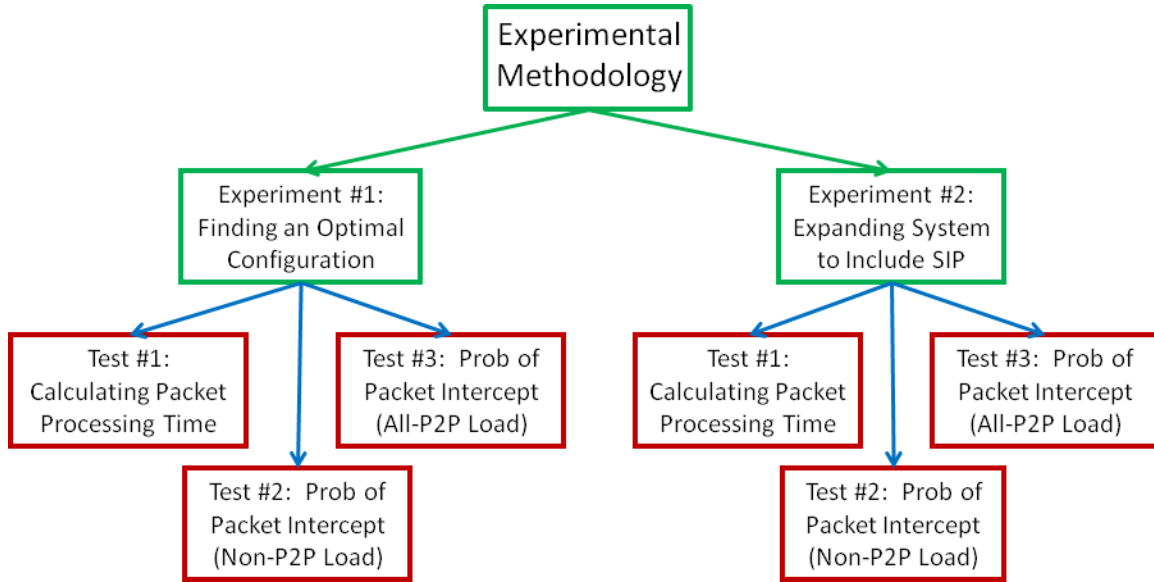 Experimental
Methodology
Experiment #1:
Finding an Optimal
Configuration
Experiment #2:
Expanding System
to Include SIP
Test #1:
Calculating Packet
Processing Time
Test #3:  Prob of
Packet Intercept
(All-P2P Load)
Test #1:
Calculating Packet
Processing Time
Test #3:  Prob of
Packet Intercept
(All-P2P Load)
Test #2:  Prob of
Packet Intercept
(Non-P2P Load)
Test #2:  Prob of
Packet Intercept
(Non-P2P Load)